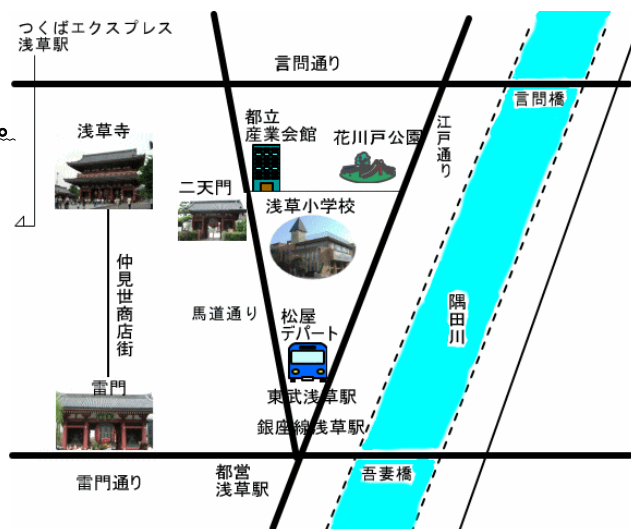 つくばエクスプレス
浅草駅
言問通り
言問橋
都立
産業会館
花川戸公園
江戸通り
浅草寺
二天門
浅草小学校
仲見世商店街
馬道通り
松屋
デパート
隅田川
雷門
東武浅草駅
銀座線浅草駅
雷門通り
都営
浅草駅
吾妻橋